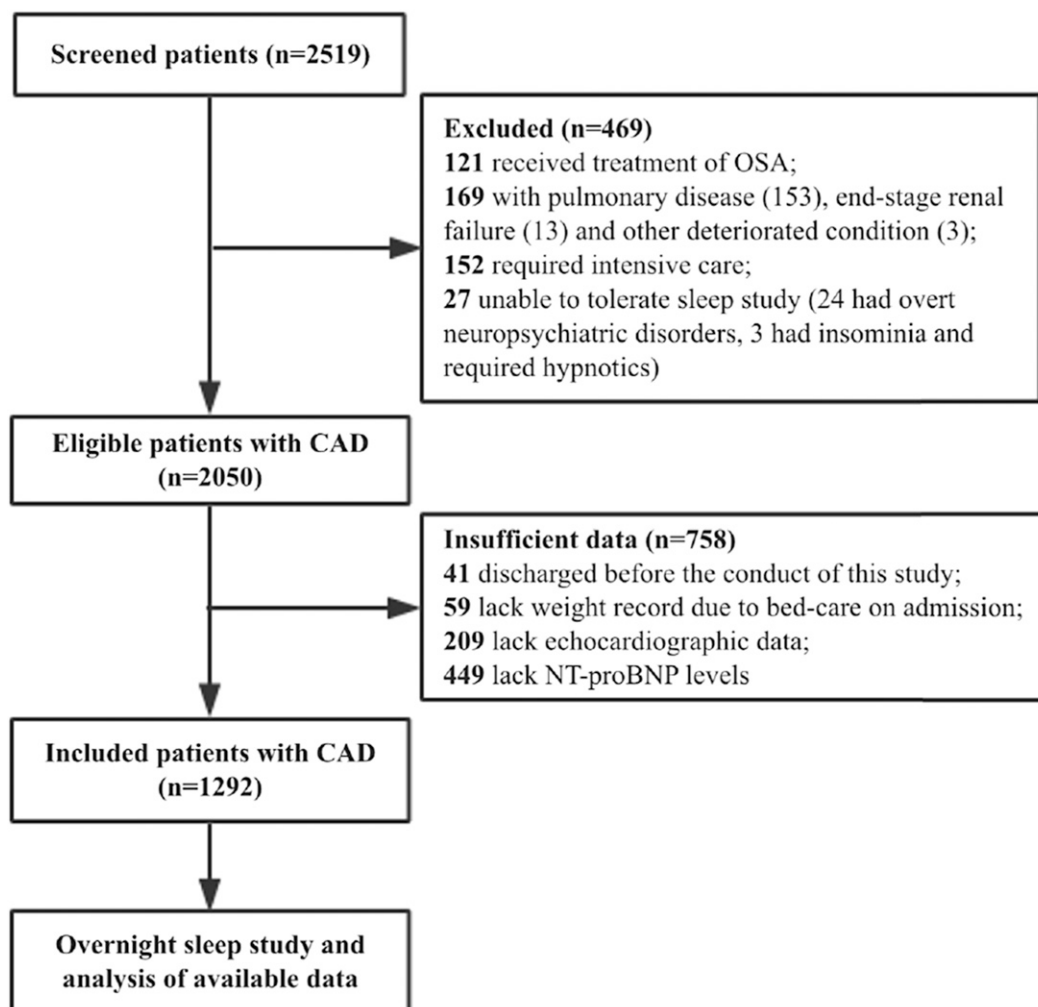 Screened patients (n=2519)
Excluded (n=469)
121 received treatment of OSA;
169 with pulmonary disease (153), end-stage renal
failure (13) and other deteriorated condition (3);
152 required intensive care;
27 unable to tolerate sleep study (24 had overt
neuropsychiatric disorders, 3 had insominia and
required hypnotics)
Eligible patients with CAD
(n=2050)
Insufficient data (n=758)
41 discharged before the conduct of this study;
59 lack weight record due to bed-care on admission;
209 lack echocardiographic data;
449 lack NT-proBNP levels
Included patients with CAD
(n=1292)
Overnight sleep study and
analysis of available data